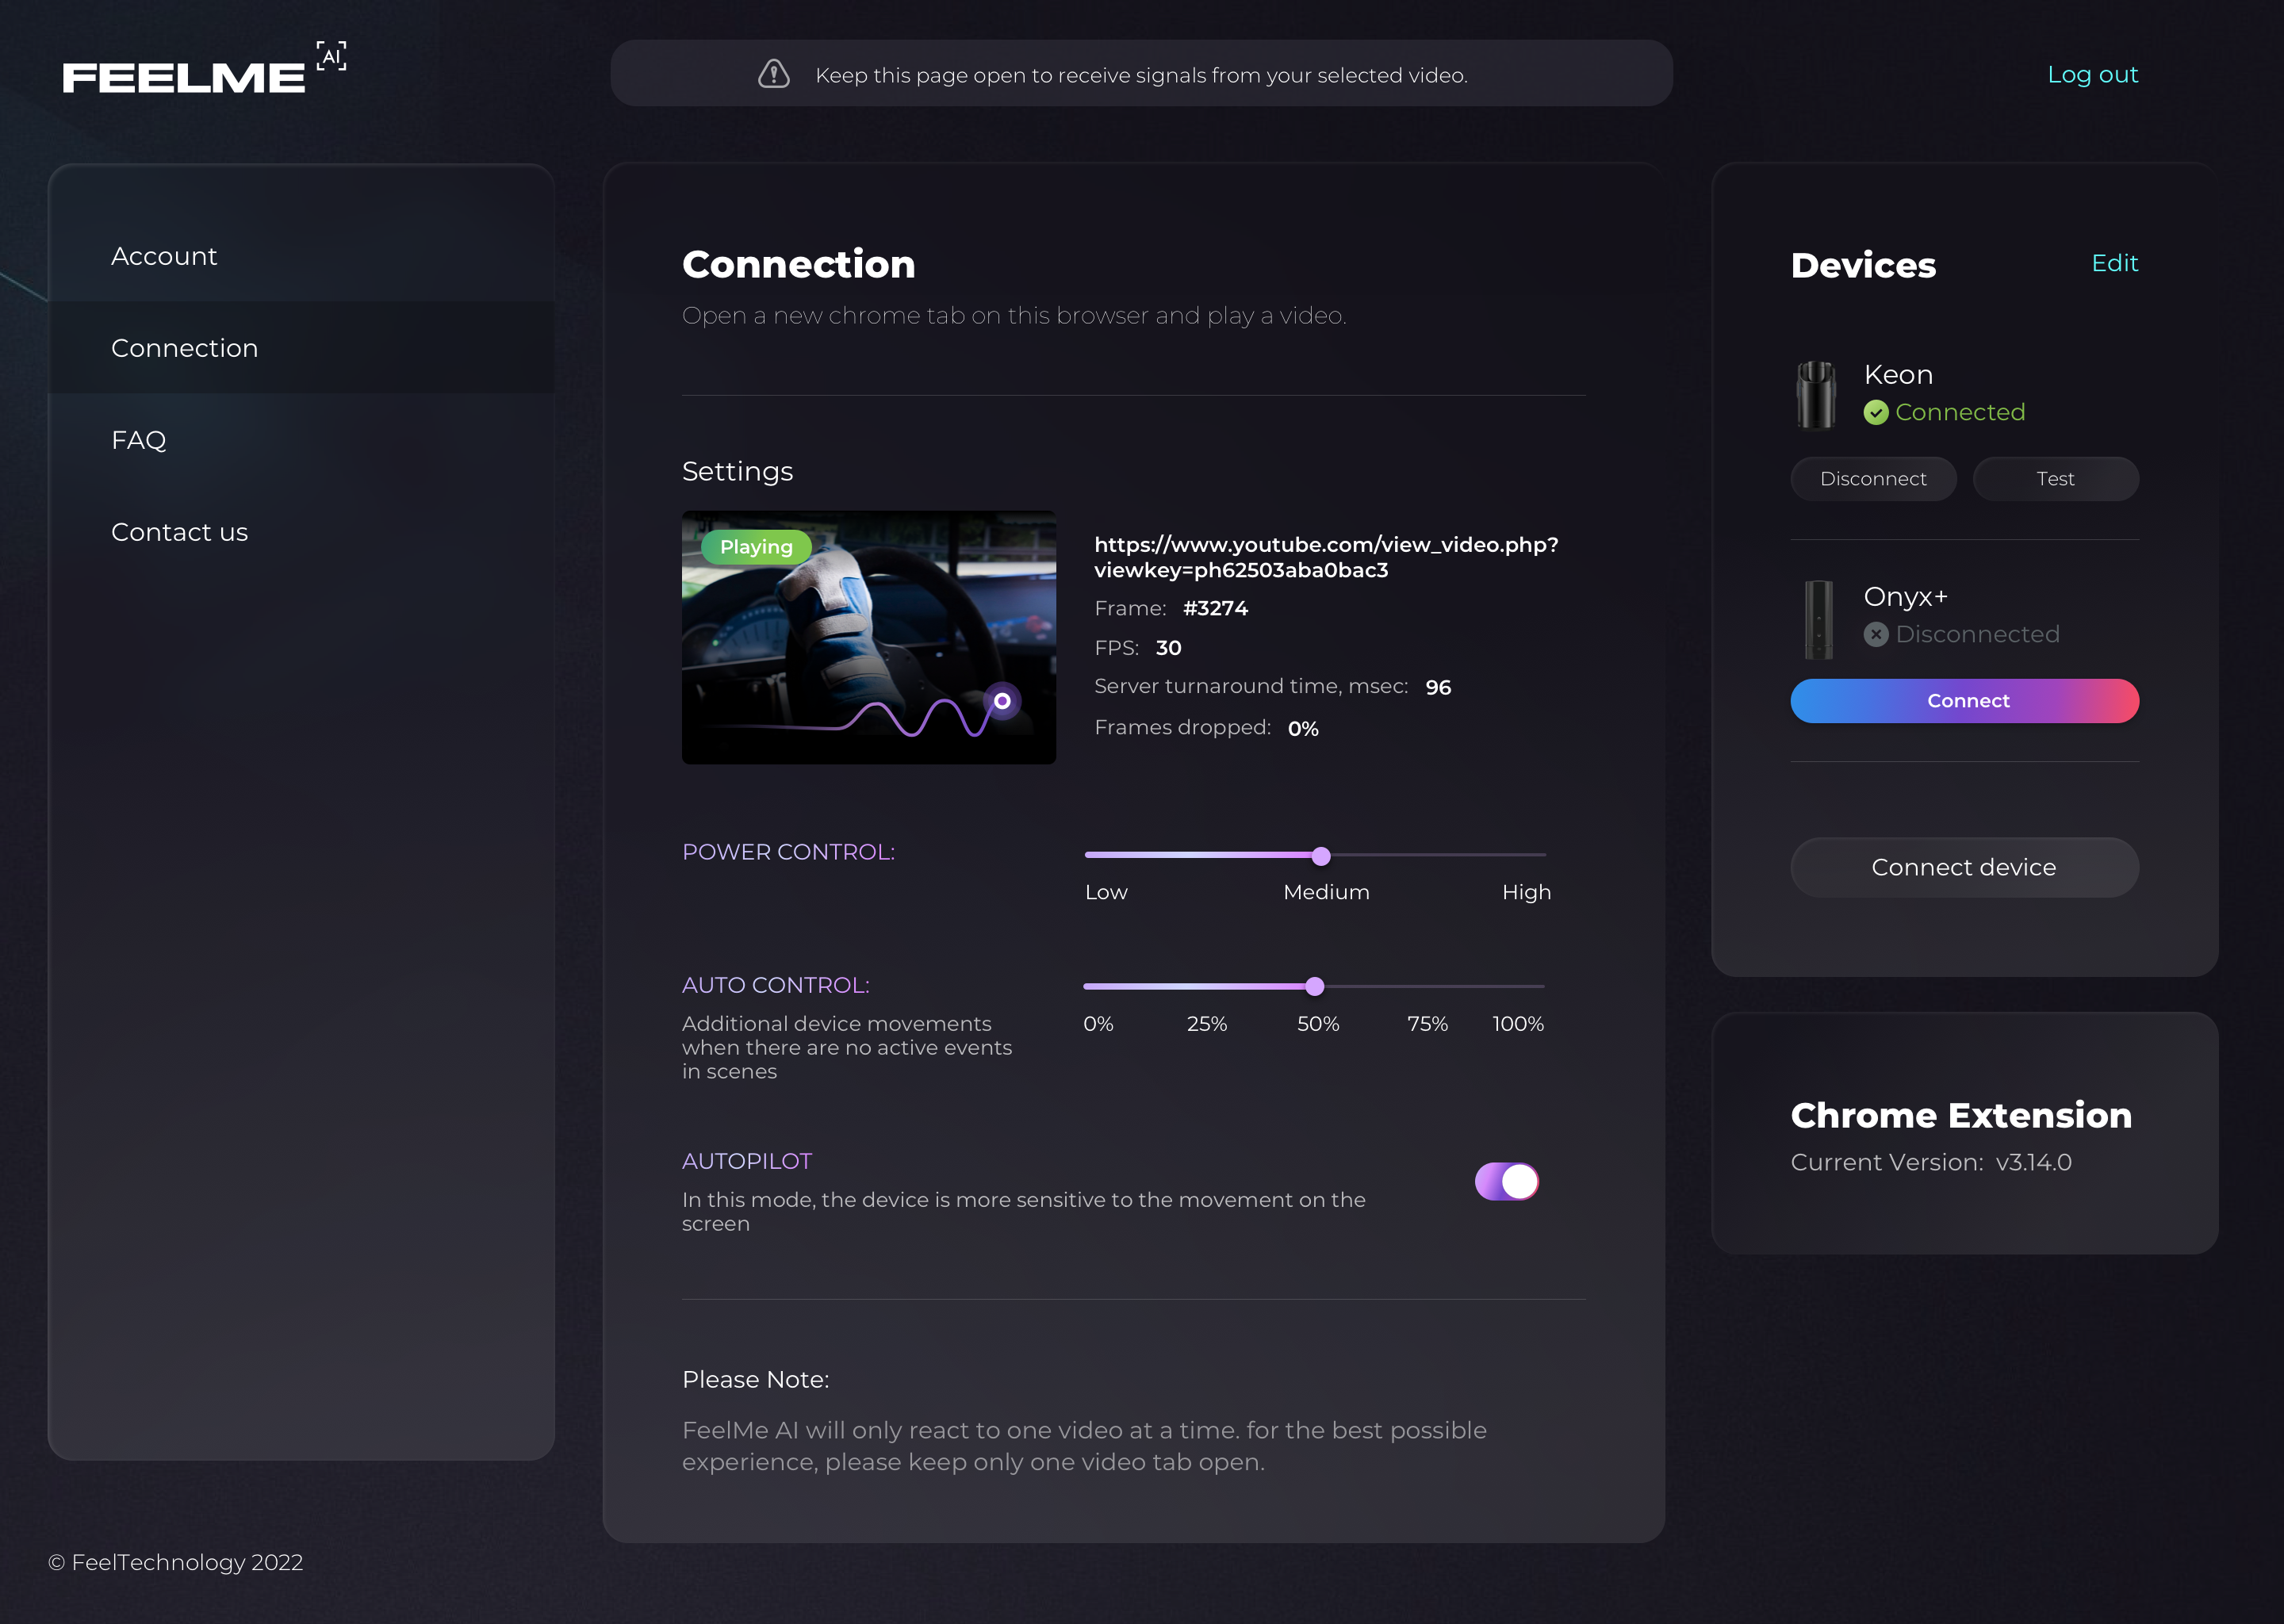 FEELME AI
Keep this page open to receive signals from your selected video.
Log out
Account
Connection
FAQ
Contact us
Connection
Open a new chrome tab on this browser and play a video.
Settings
Playing
https://www.youtube.com/view_video.php?
viewkey=ph62503aba0bac3
Frame: #3274
FPS: 30
Server turnaround time, msec: 96
Frames dropped: 0%
POWER CONTROL:
Low Medium High
AUTO CONTROL:
Additional device movements
when there are no active events
in scenes
0% 25% 50% 75% 100%
AUTOPILOT
In this mode, the device is more sensitive to the movement on the
screen
Please Note:
FeelMe AI will only react to one video at a time. for the best possible
experience, please keep only one video tab open.
Devices
Edit
Keon
Connected
Disconnect
Test
Onyx+
Disconnected
Connect
Connect device
Chrome Extension
Current Version: v3.14.0
© FeelTechnology 2022